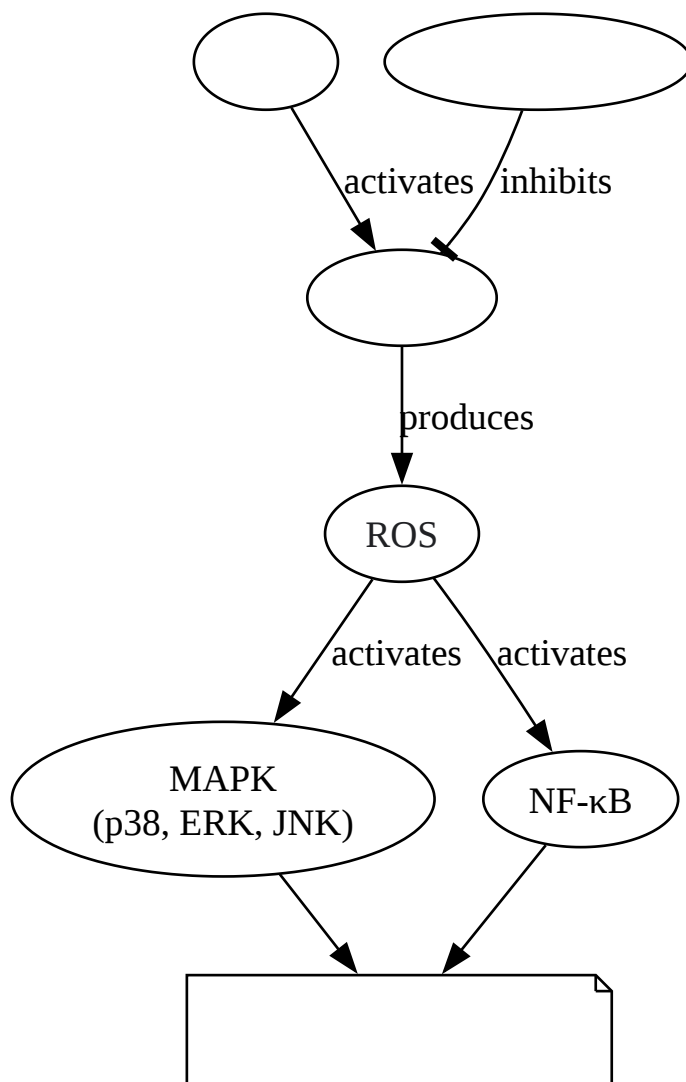 activates
inhibits
produces
ROS
activates
activates
MAPK
(p38, ERK, JNK)
NF-κB